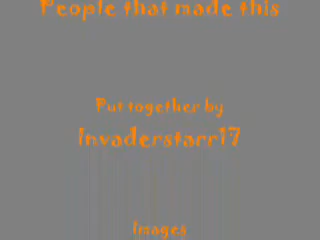 People that made this
Put together by
Invaderstarr17
Images